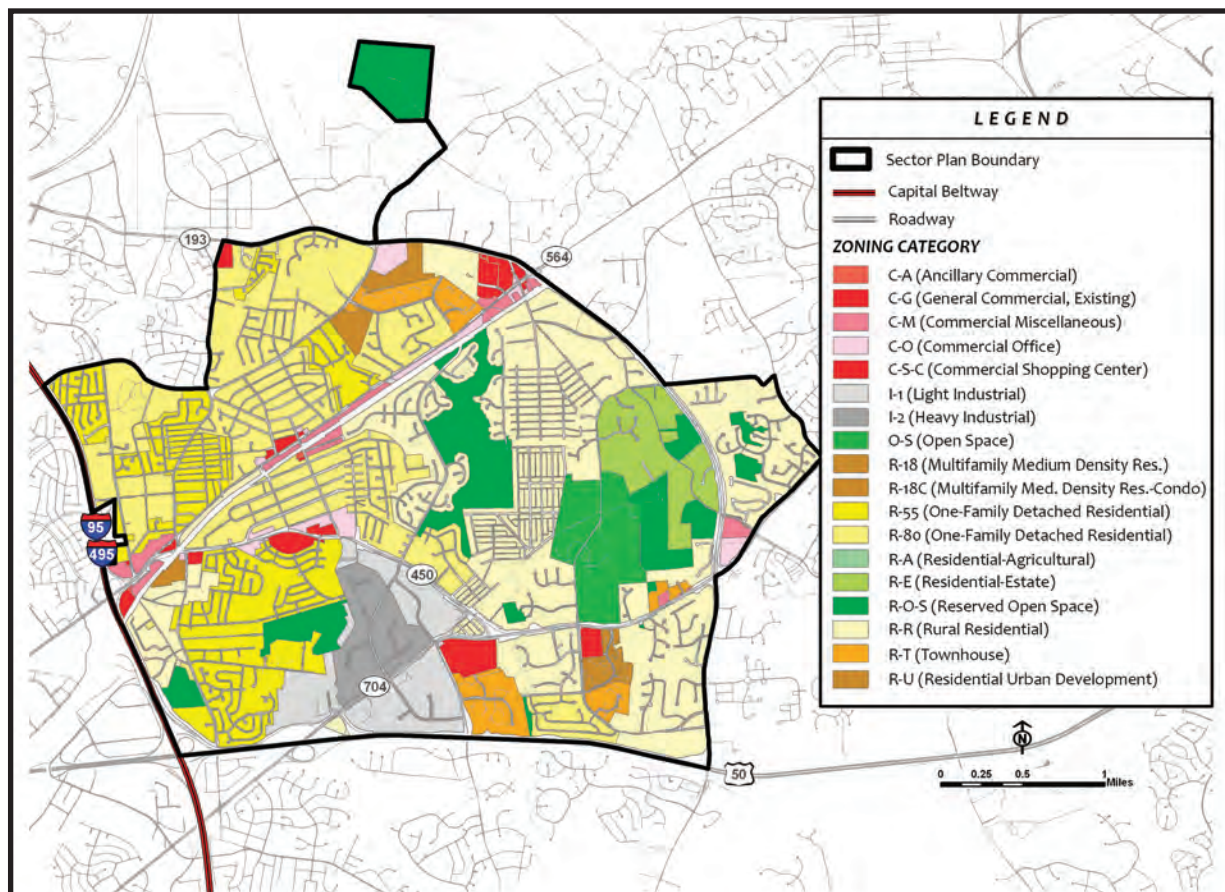 193
564
95
495
450
704
50
LEGEND
Sector Plan Boundary
Capital Beltway
Roadway
ZONING CATEGORY
C-A (Ancillary Commercial)
C-G (General Commercial, Existing)
C-M (Commercial Miscellaneous)
C-O (Commercial Office)
C-S-C (Commercial Shopping Center)
I-1 (Light Industrial)
I-2 (Heavy Industrial)
O-S (Open Space)
R-18 (Multifamily Medium Density Res.)
R-18C (Multifamily Med. Density Res.-Condo)
R-55 (One-Family Detached Residential)
R-80 (One-Family Detached Residential)
R-A (Residential-Agricultural)
R-E (Residential-Estate)
R-O-S (Reserved Open Space)
R-R (Rural Residential)
R-T (Townhouse)
R-U (Residential Urban Development)
N
0 0.25 0.5 1
Miles